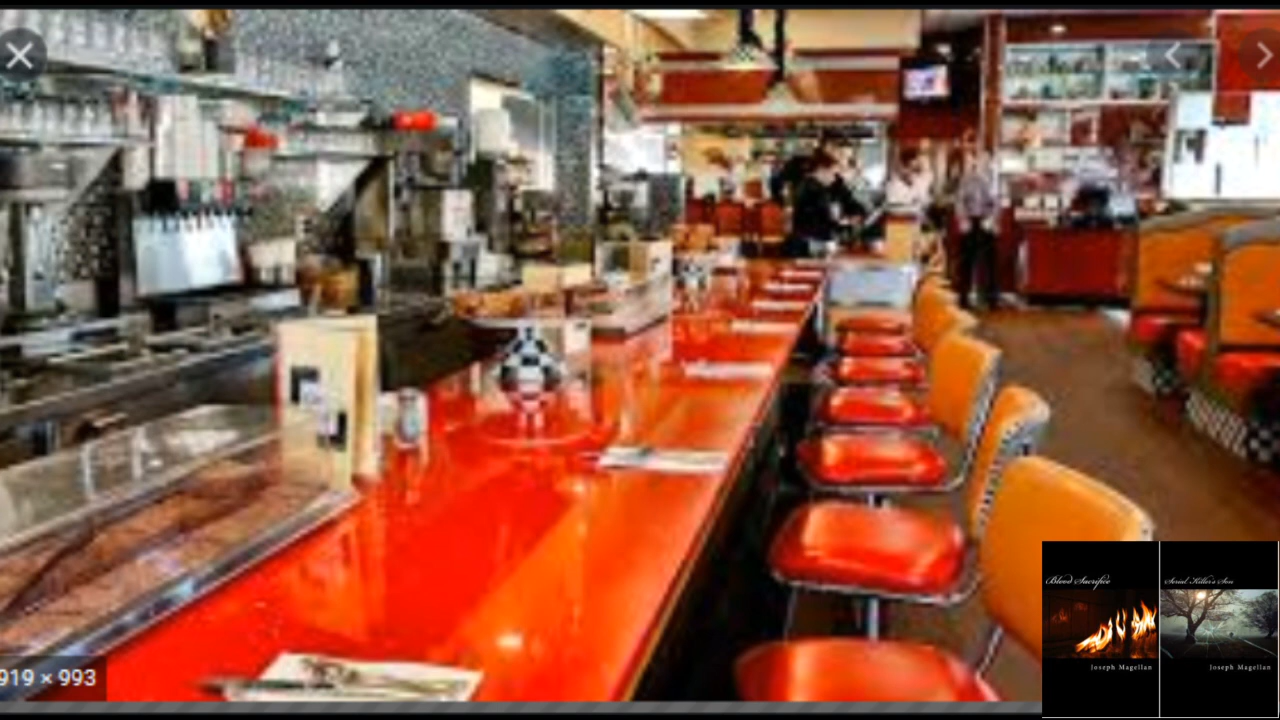 919 × 993
Blood Sacrifice
Serial Killer's Son
Joseph Magellan
Joseph Magellan